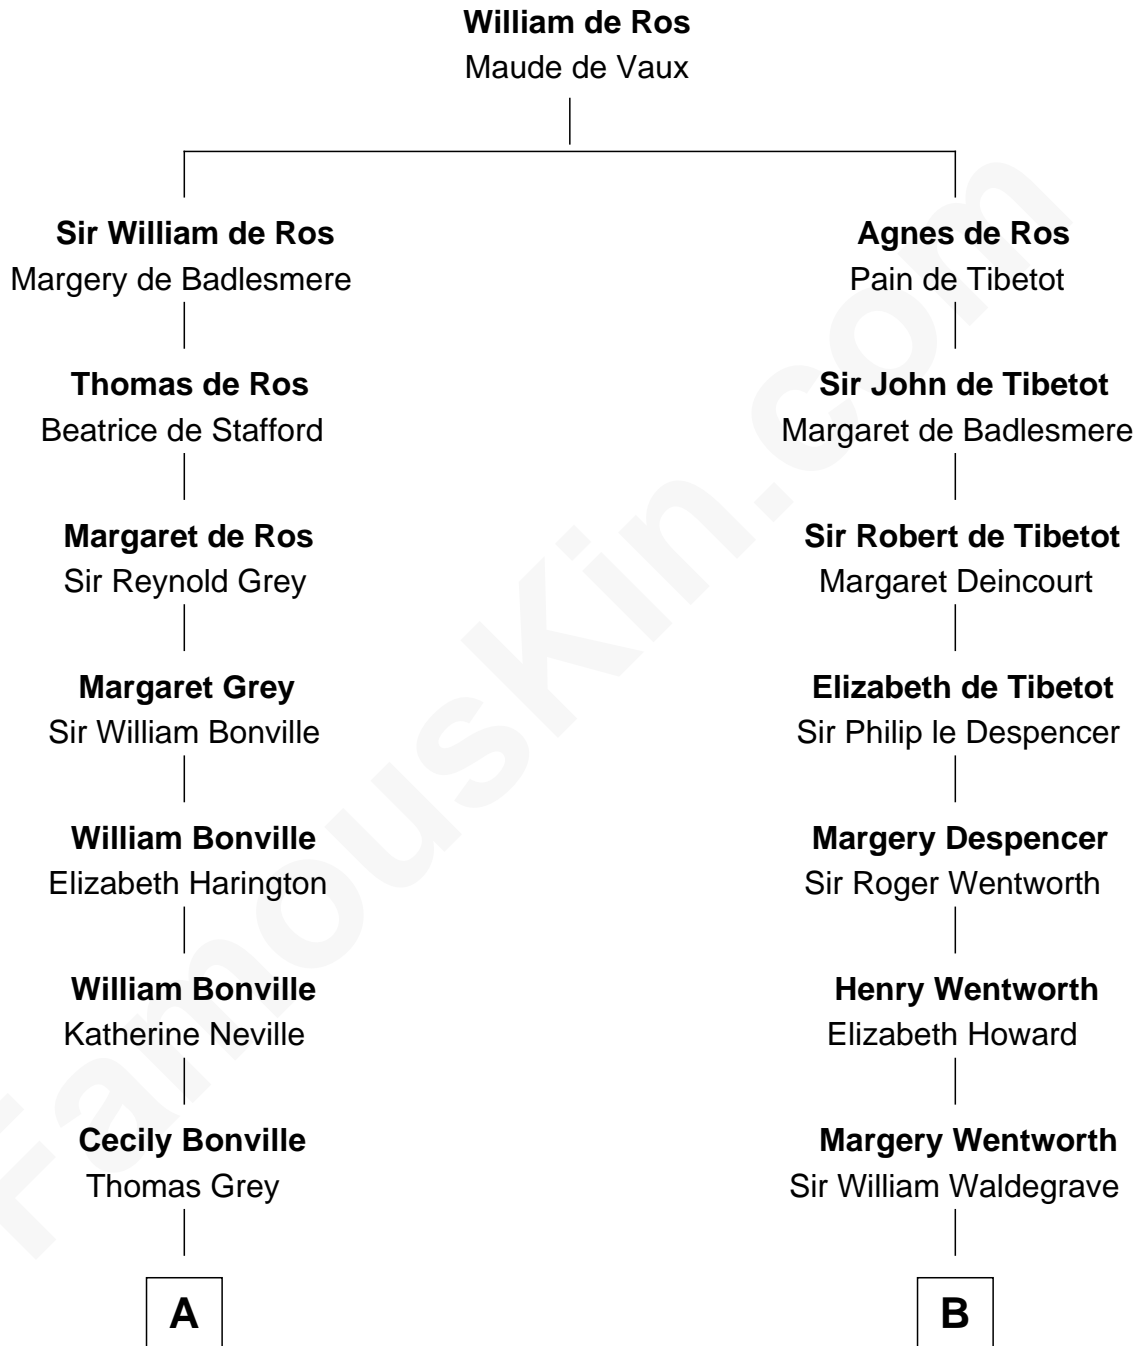 William de Ros
Maude de Vaux
Sir William de Ros
Margery de Badlesmere
Thomas de Ros
Beatrice de Stafford
Margaret de Ros
Sir Reynold Grey
Margaret Grey
Sir William Bonville
William Bonville
Elizabeth Harington
William Bonville
Katherine Neville
Cecily Bonville
Thomas Grey
A
Agnes de Ros
Pain de Tibetot
Sir John de Tibetot
Margaret de Badlesmere
Sir Robert de Tibetot
Margaret Deincourt
Elizabeth de Tibetot
Sir Philip le Despencer
Margery Despencer
Sir Roger Wentworth
Henry Wentworth
Elizabeth Howard
Margery Wentworth
Sir William Waldegrave
B
FamousKin.com